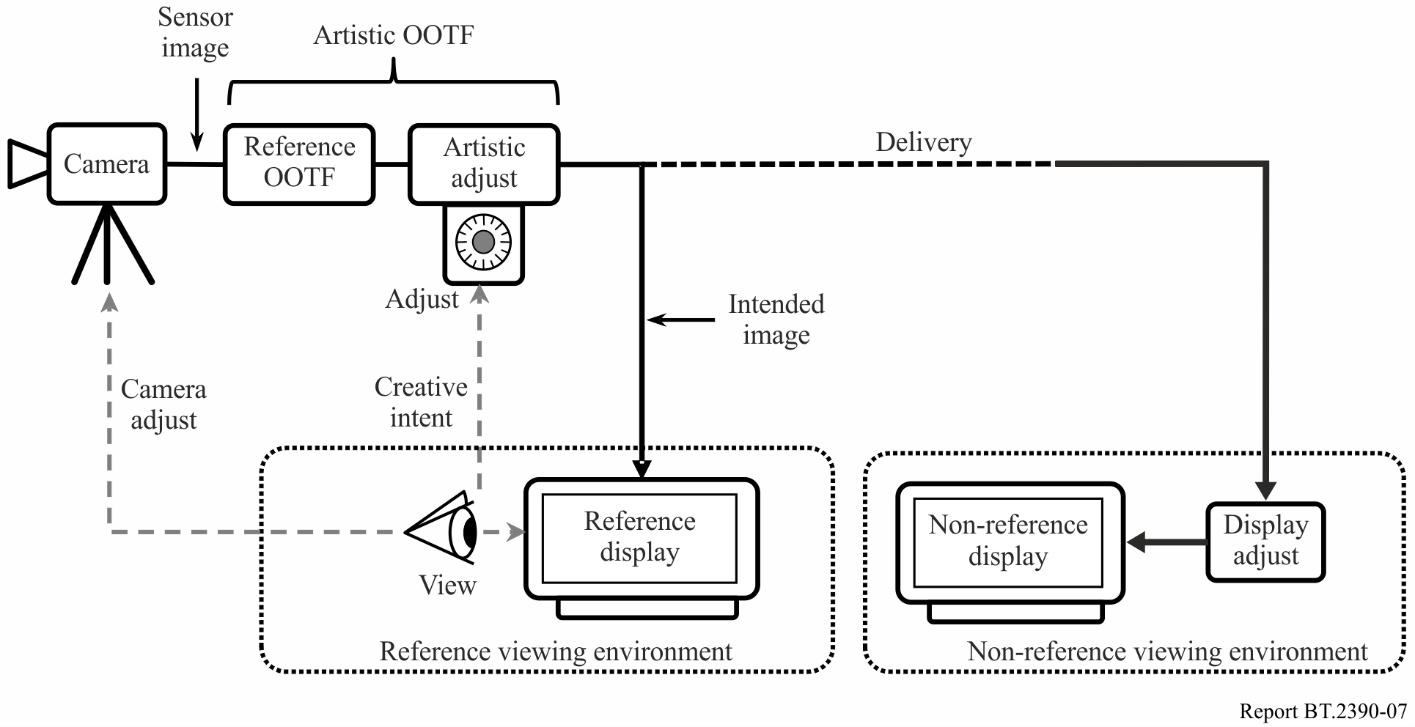 Sensor
image
Artistic OOTF
Camera
Reference
OOTF
Artistic
adjust
Delivery
Adjust
Intended
image
Camera
adjust
Creative
intent
Reference
display
View
Reference viewing environment
Non-reference
display
Display
adjust
Non-reference viewing environment
Report BT.2390-07